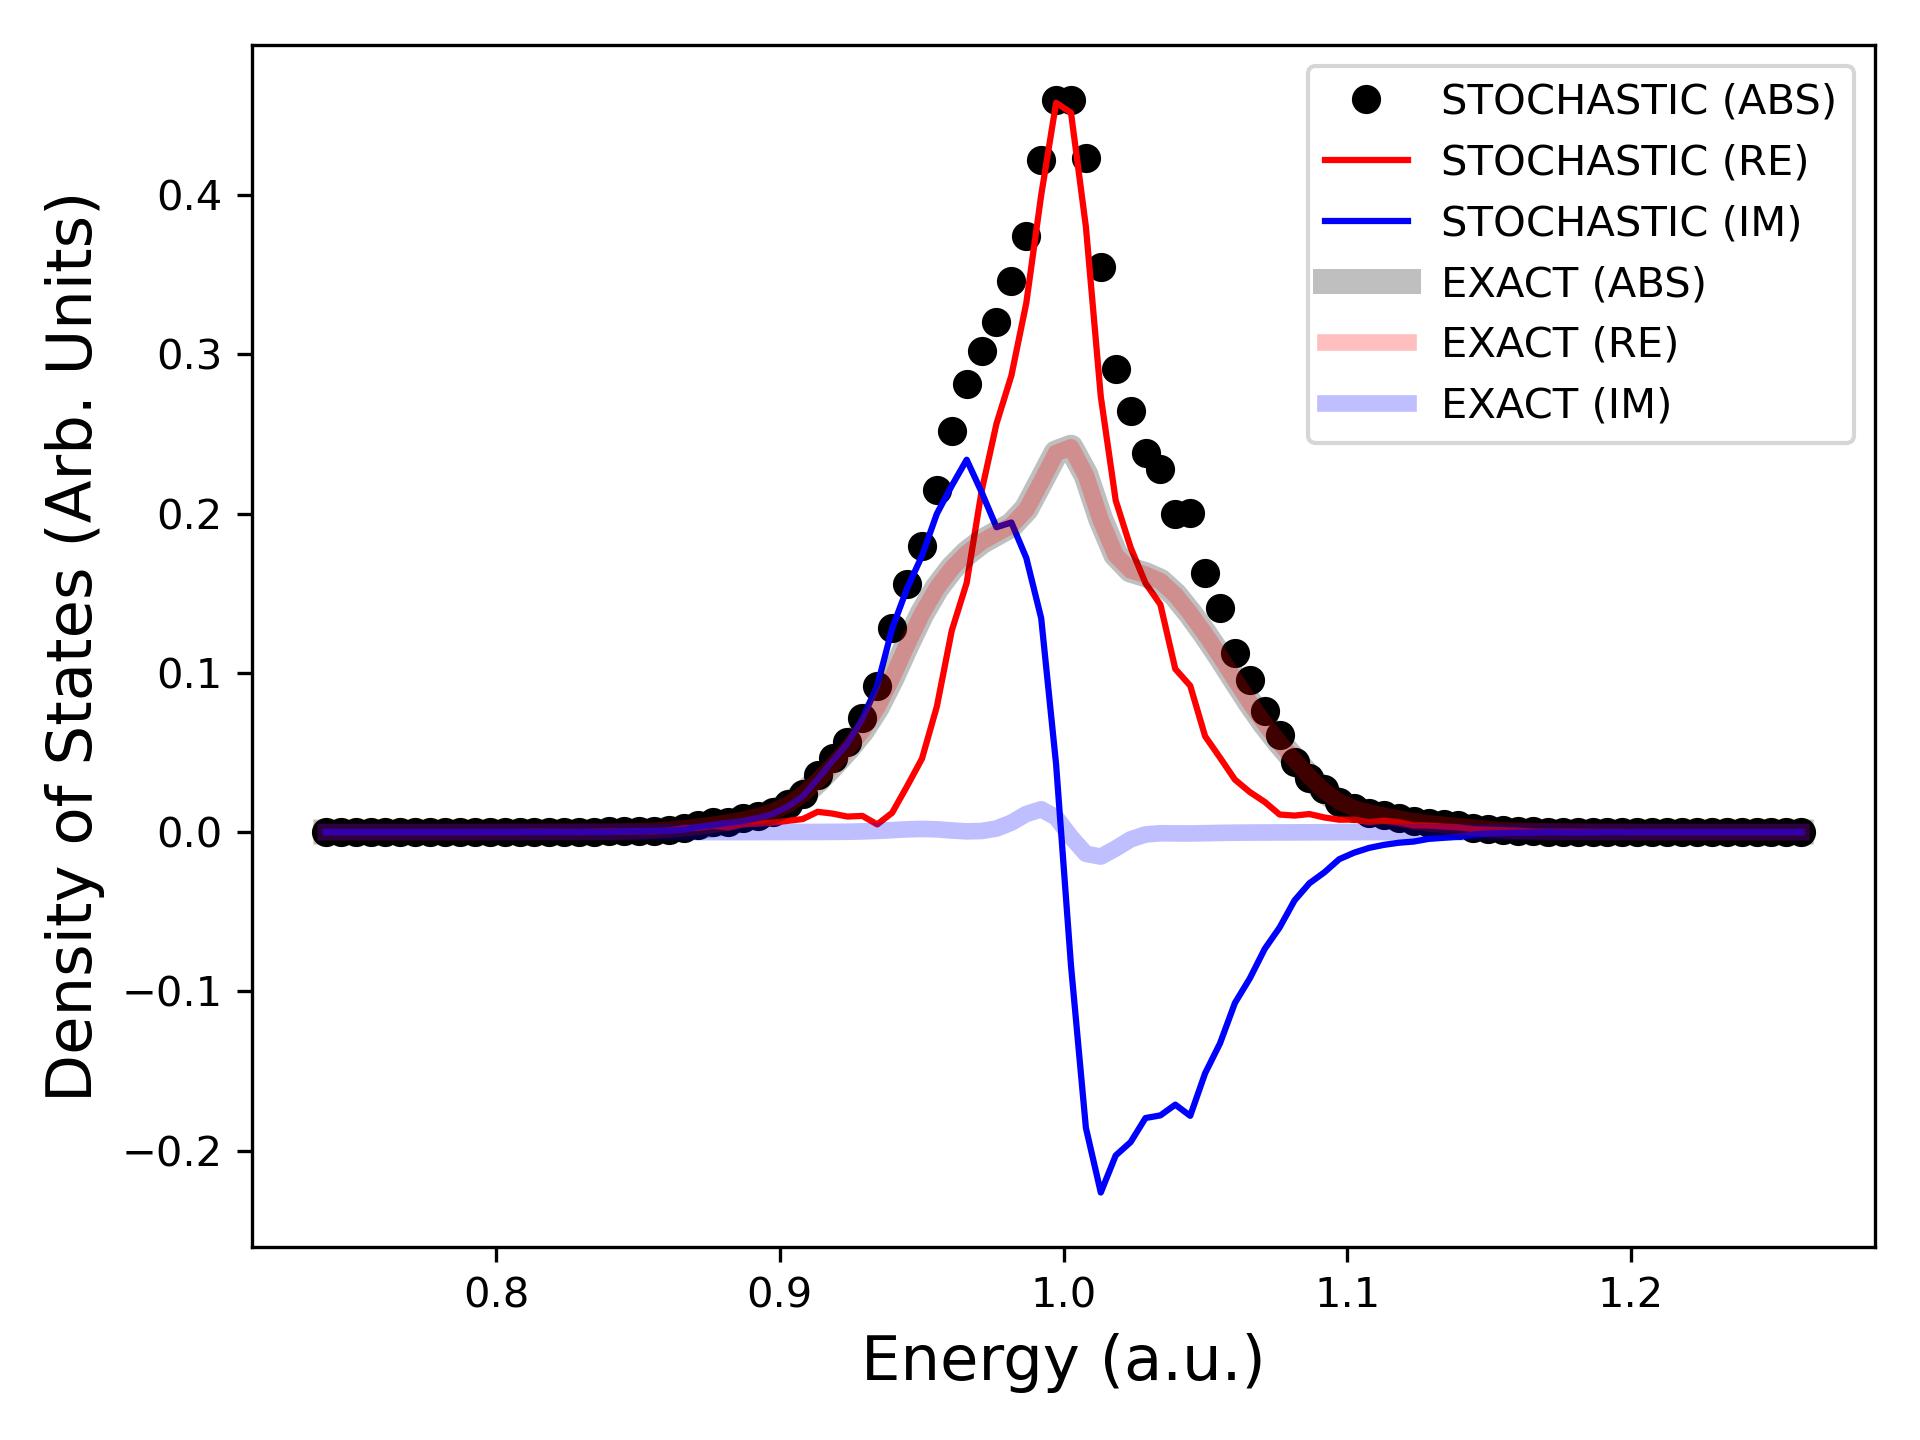 STOCHASTIC (ABS)
STOCHASTIC (RE)
STOCHASTIC (IM)
EXACT (ABS)
EXACT (RE)
EXACT (IM)
Density of States (Arb. Units)
0.4
0.3
0.2
0.1
0.0
−0.1
−0.2
0.8 0.9 1.0 1.1 1.2
Energy (a.u.)